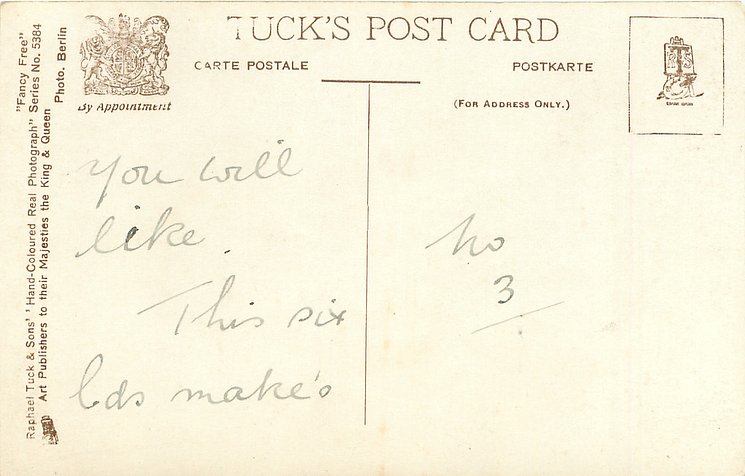 TUCK'S POST CARD
CARTE POSTALE
POSTKARTE
(FOR ADDRESS ONLY.)
By Appointment
"Fancy Free"
Raphael Tuck & Sons' "Hand-Coloured Real Photograph" Series No. 5384
Art Publishers to their Majesties the King & Queen
Photo. Berlin
You will
like.
This six
lds make's
No
3